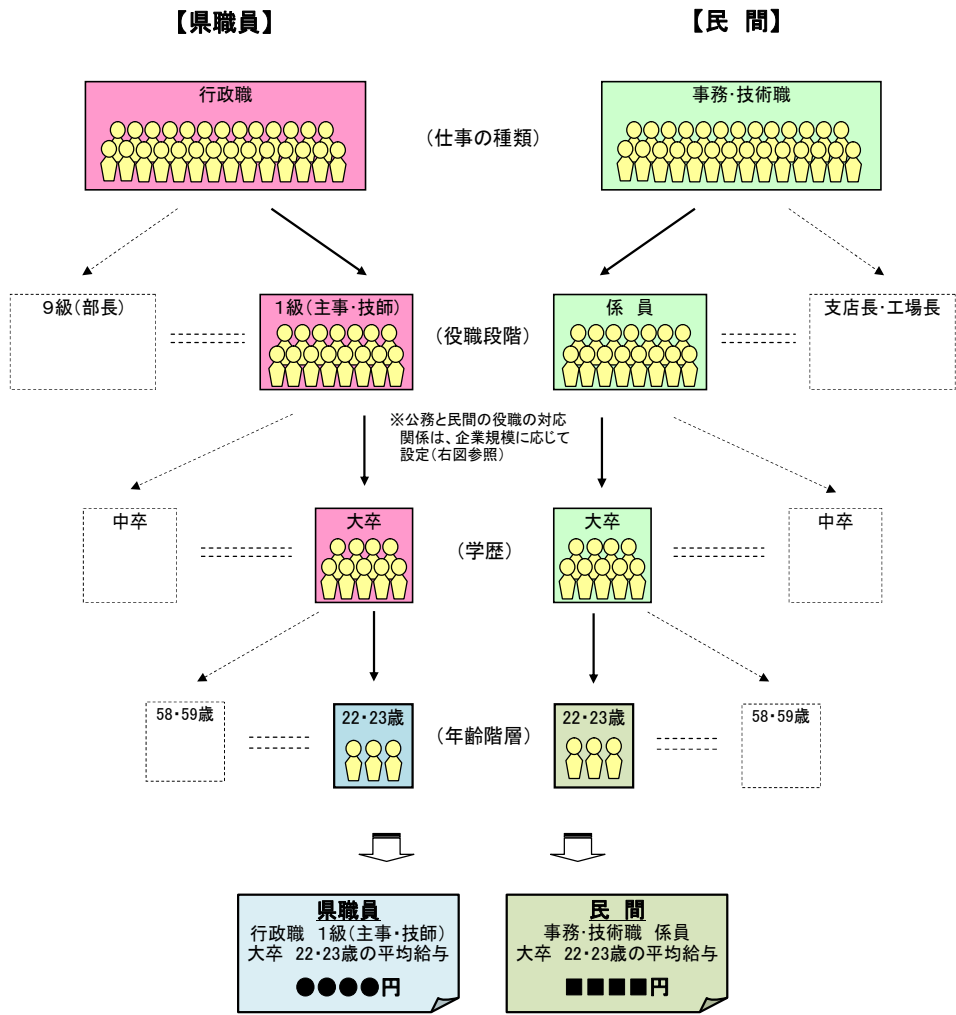 【県職員】
【民　間】
行政職
事務・技術職
（仕事の種類）
９級（部長）
１級（主事・技師）
（役職段階）
係　員
支店長・工場長
※公務と民間の役職の対応
関係は、企業規模に応じて
設定（右図参照）
中卒
大卒
（学歴）
大卒
中卒
58・59歳
22・23歳
（年齢階層）
22・23歳
58・59歳
県職員
行政職　１級（主事・技師）
大卒　22・23歳の平均給与
●●●●円
民　間
事務・技術職　係員
大卒　22・23歳の平均給与
■■■■円